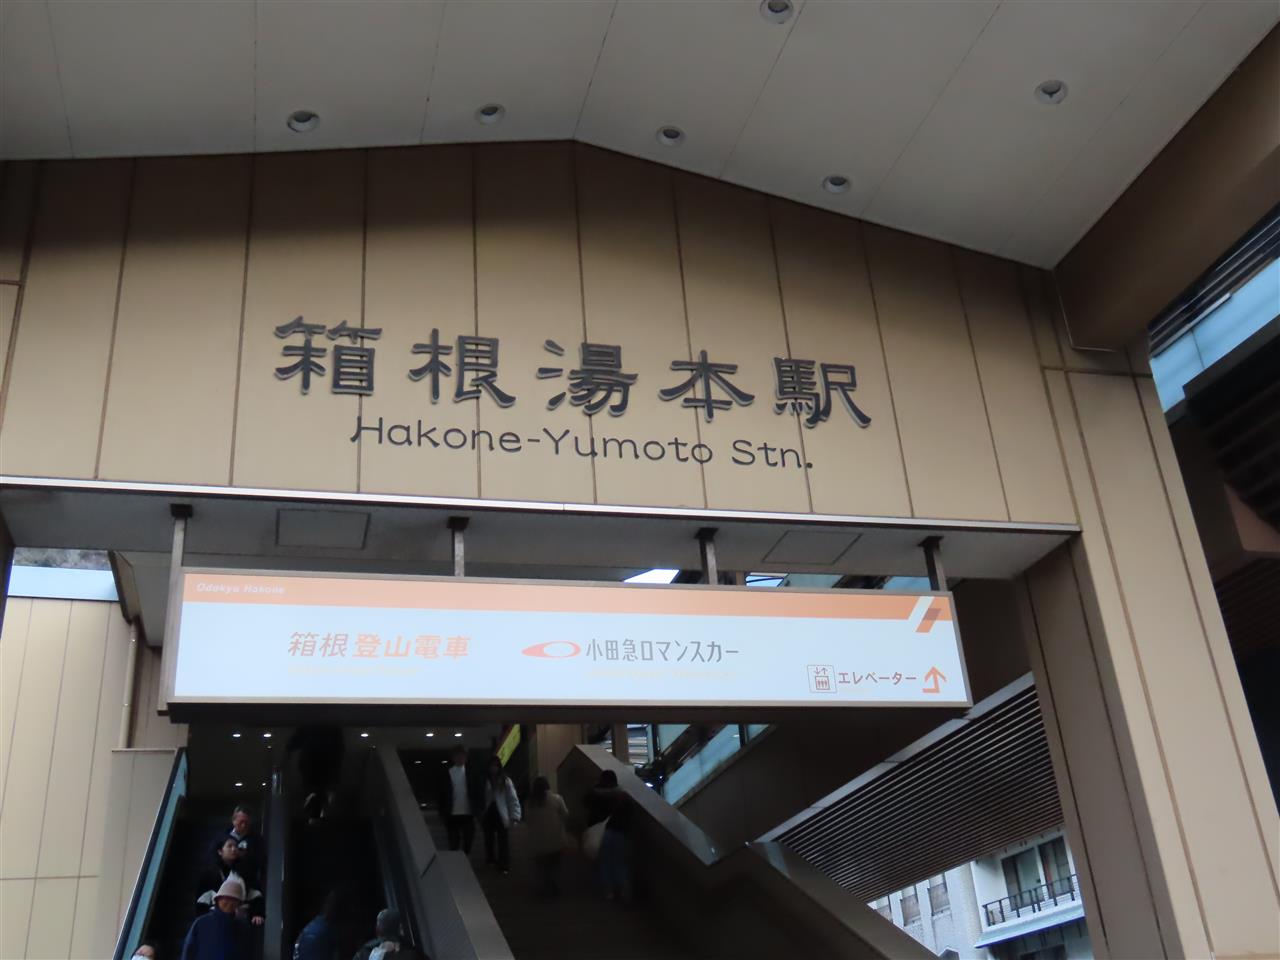 箱根湯本駅
Hakone-Yumoto Stn.
Odakyu Hakone
箱根登山電車
小田急ロマンスカー
エレベーター